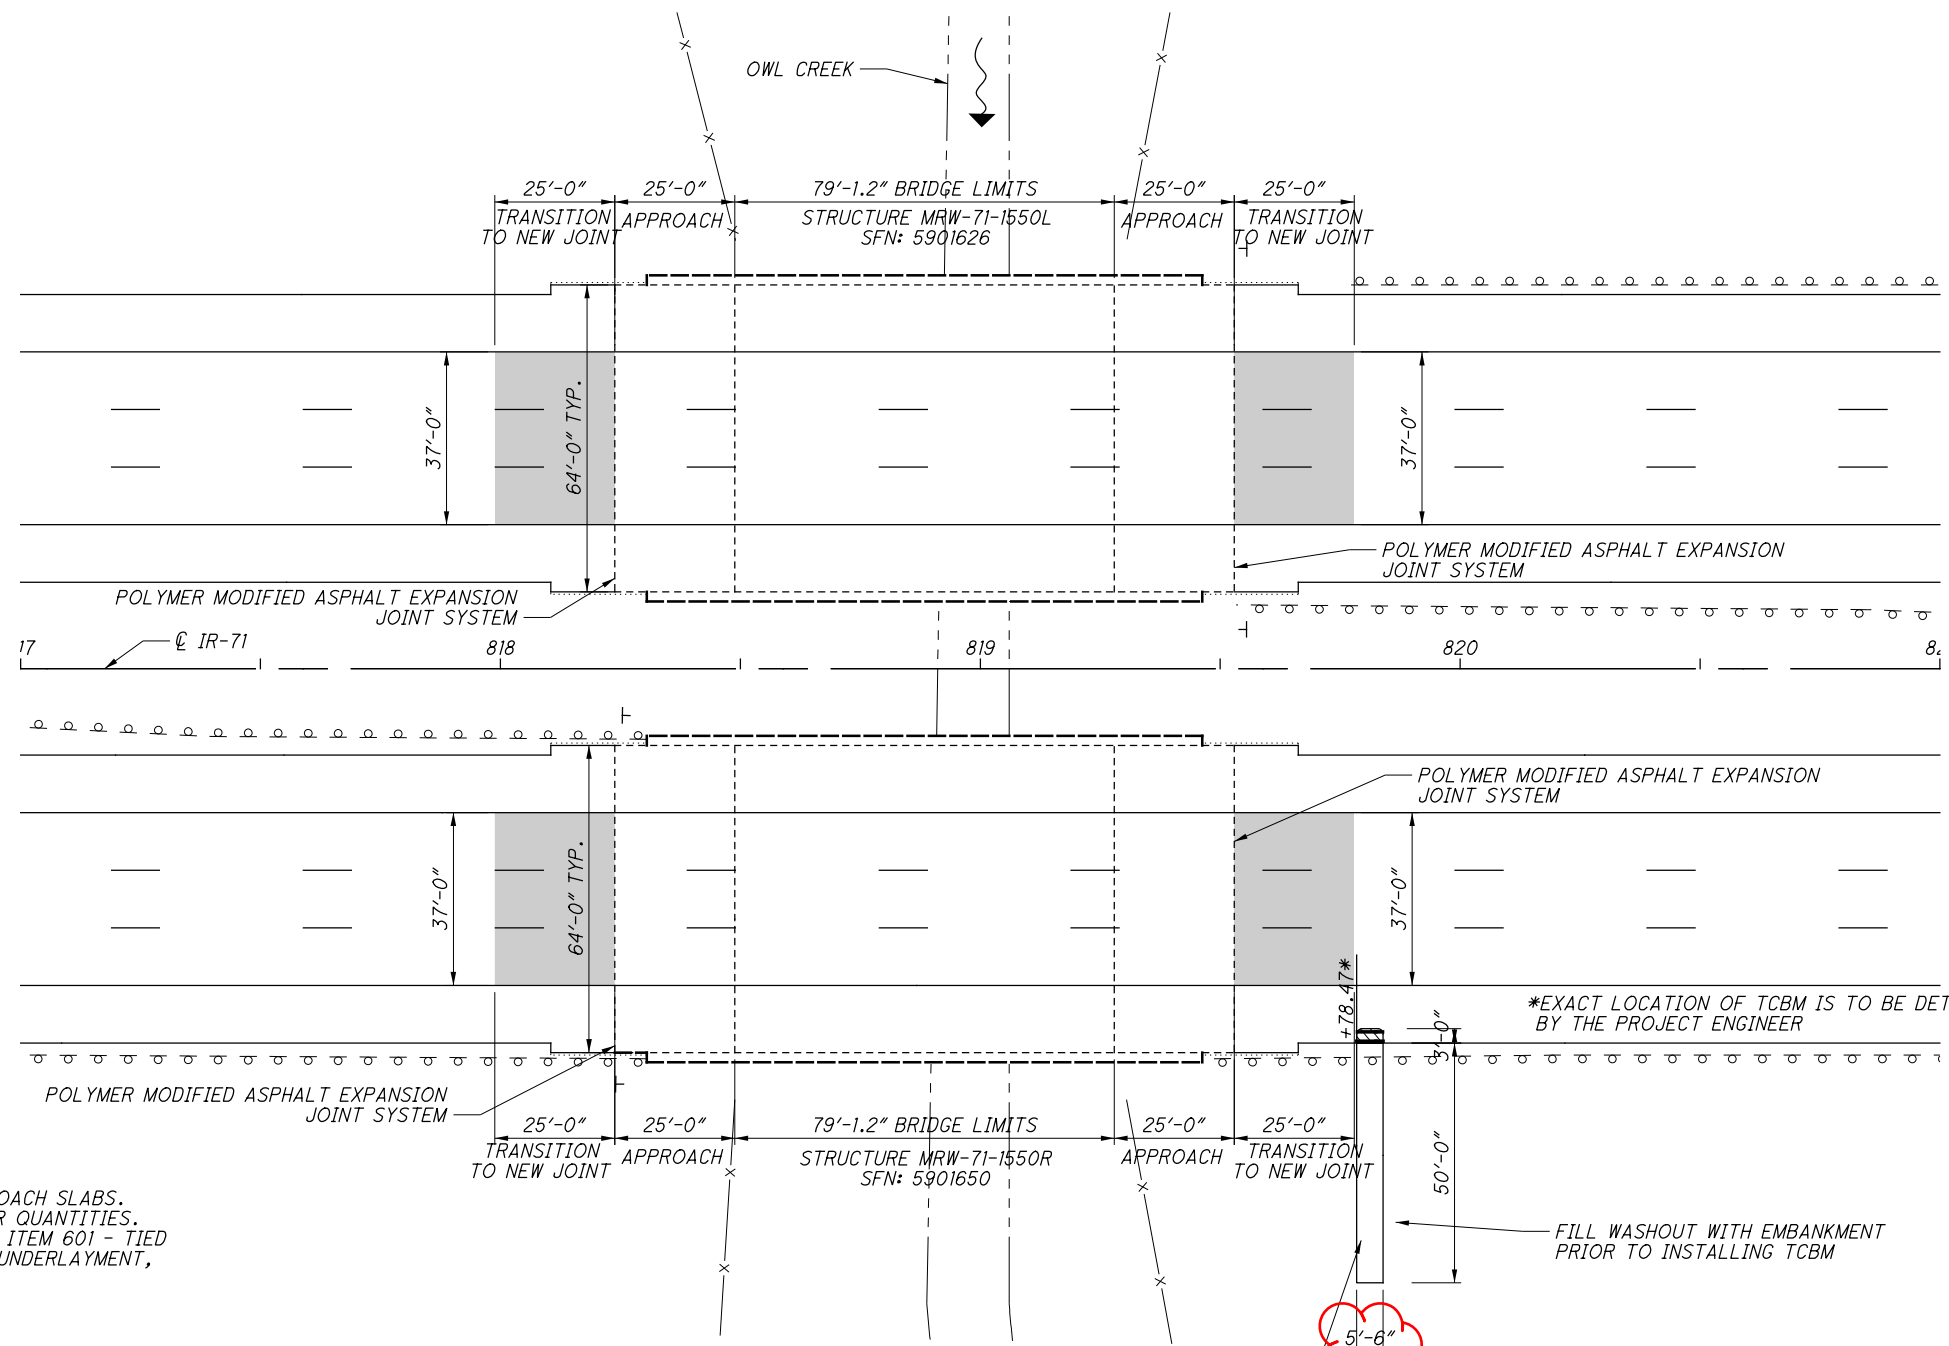 OWL CREEK
25'-0" 25'-0" 79'-1.2" BRIDGE LIMITS 25'-0" 25'-0"
TRANSITION TO NEW JOINT
APPROACH
STRUCTURE MRW-71-1550L
SFN: 5901626
APPROACH
TRANSITION TO NEW JOINT
37'-0"
64'-0" TYP.
37'-0"
POLYMER MODIFIED ASPHALT EXPANSION
JOINT SYSTEM
POLYMER MODIFIED ASPHALT EXPANSION
JOINT SYSTEM
℄ IR-71
17 818 819 820
POLYMER MODIFIED ASPHALT EXPANSION
JOINT SYSTEM
37'-0"
64'-0" TYP.
37'-0"
+78.47*
*EXACT LOCATION OF TCBM IS TO BE DET
BY THE PROJECT ENGINEER
3'-0"
POLYMER MODIFIED ASPHALT EXPANSION
JOINT SYSTEM
25'-0" 25'-0" 79'-1.2" BRIDGE LIMITS 25'-0" 25'-0"
TRANSITION TO NEW JOINT
APPROACH
STRUCTURE MRW-71-1550R
SFN: 5901650
APPROACH
TRANSITION TO NEW JOINT
50'-0"
OACH SLABS.
R QUANTITIES.
ITEM 601 - TIED
UNDERLAYMENT,
FILL WASHOUT WITH EMBANKMENT
PRIOR TO INSTALLING TCBM
5'-6"